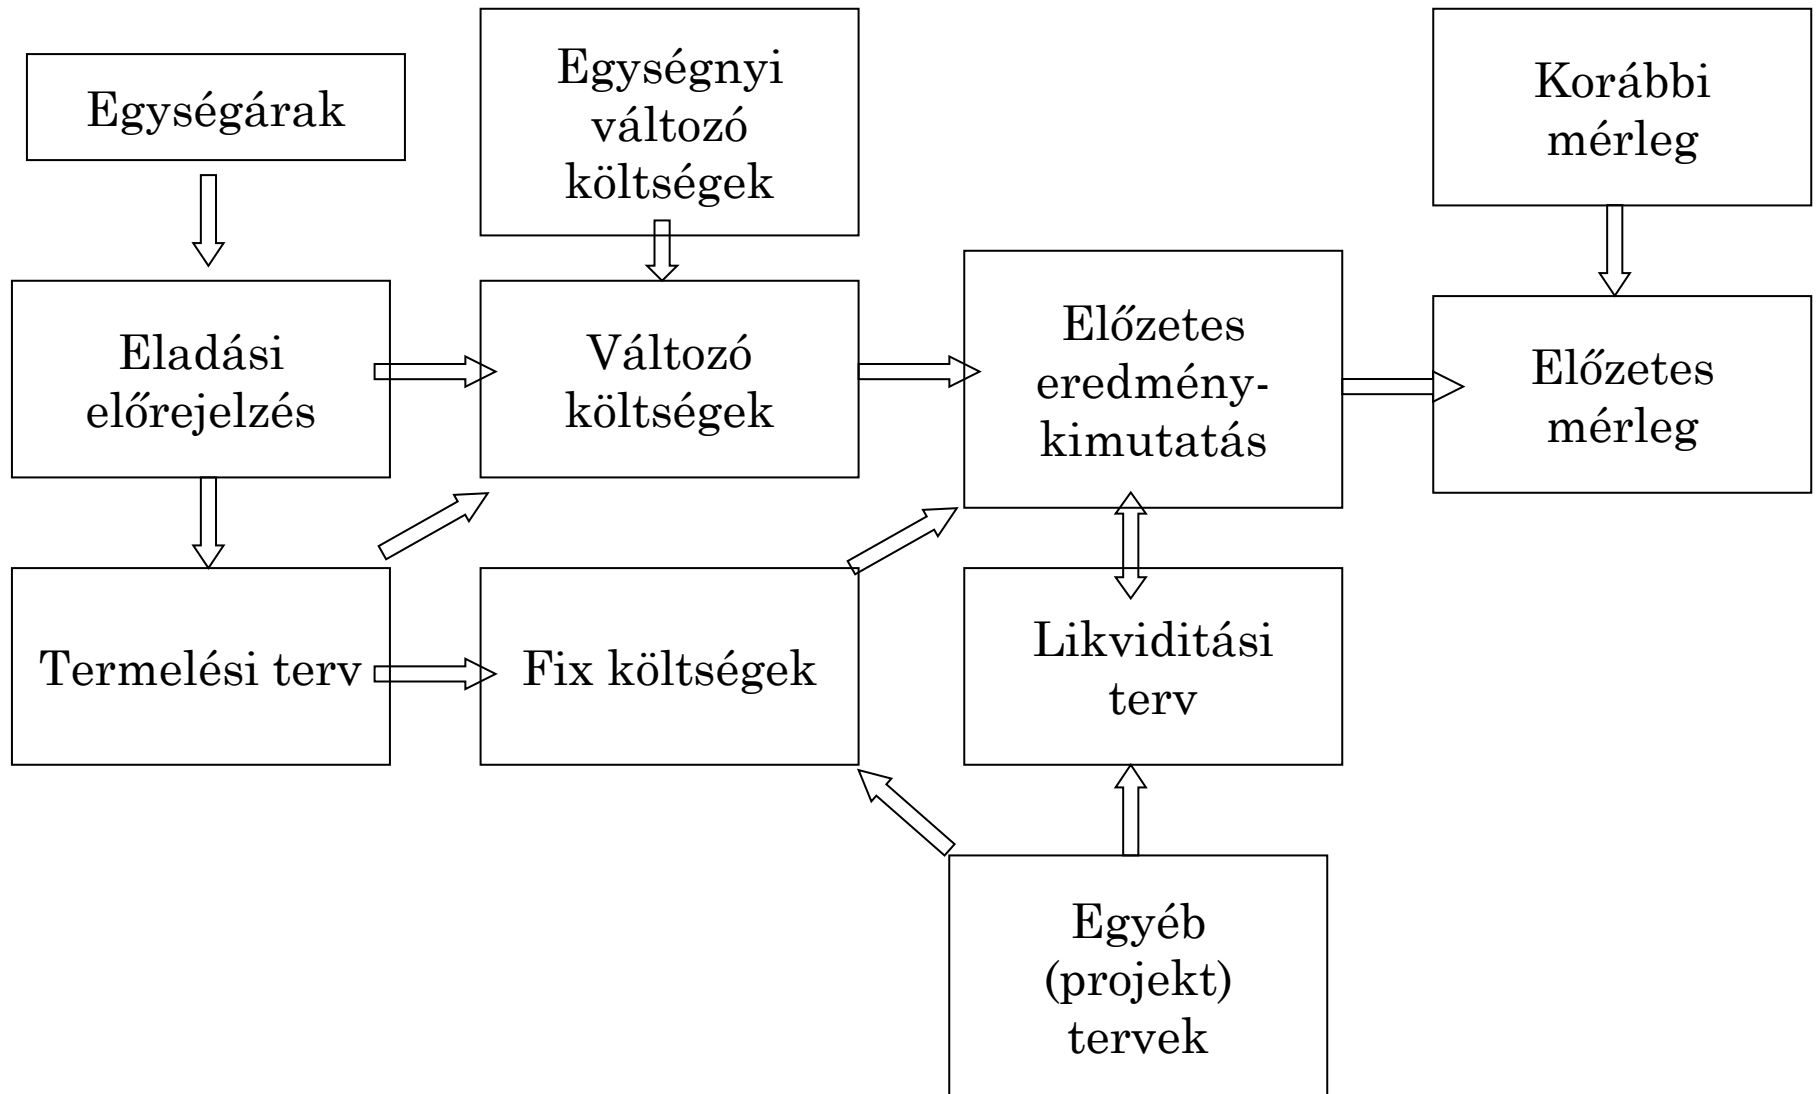 Egységárak
Egységnyi
változó
költségek
Korábbi
mérleg
Eladási
előrejelzés
Változó
költségek
Előzetes
eredmény-
kimutatás
Előzetes
mérleg
Termelési terv
Fix költségek
Likviditási
terv
Egyéb
(projekt)
tervek